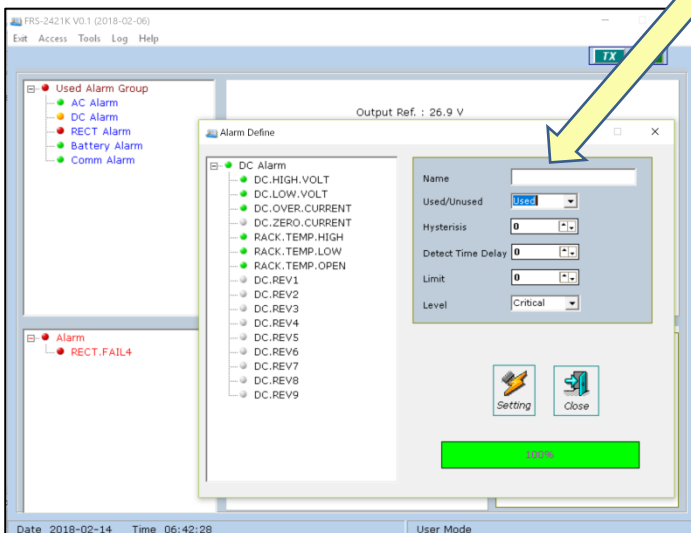 FRS-2421K V0.1 (2018-02-06)
Exit Access Tools Log Help
TX
Used Alarm Group
AC Alarm
DC Alarm
RECT Alarm
Battery Alarm
Comm Alarm
Output Ref. : 26.9 V
Alarm Define
DC Alarm
DC.HIGH.VOLT
DC.LOW.VOLT
DC.OVER.CURRENT
DC.ZERO.CURRENT
RACK.TEMP.HIGH
RACK.TEMP.LOW
RACK.TEMP.OPEN
DC.REV1
DC.REV2
DC.REV3
DC.REV4
DC.REV5
DC.REV6
DC.REV7
DC.REV8
DC.REV9
Name
Used/Unused Used
Hysterisis 0
Detect Time Delay 0
Limit 0
Level Critical
Setting Close
100%
Alarm
RECT.FAIL4
Date 2018-02-14 Time 06:42:28 User Mode